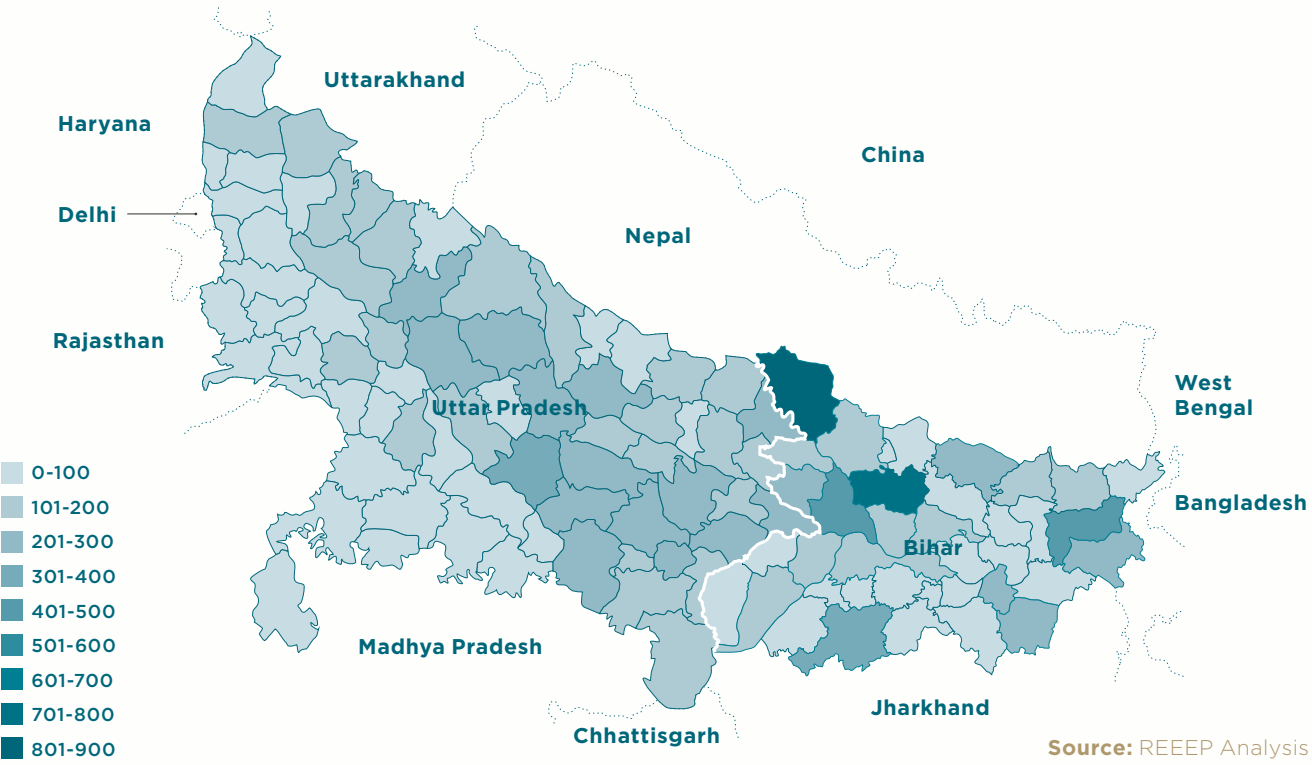 Uttarakhand
Haryana
China
Delhi
Nepal
Rajasthan
West
Bengal
Uttar Pradesh
Bangladesh
Bihar
Madhya Pradesh
Jharkhand
Chhattisgarh
0-100
101-200
201-300
301-400
401-500
501-600
601-700
701-800
801-900
Source: REEEP Analysis